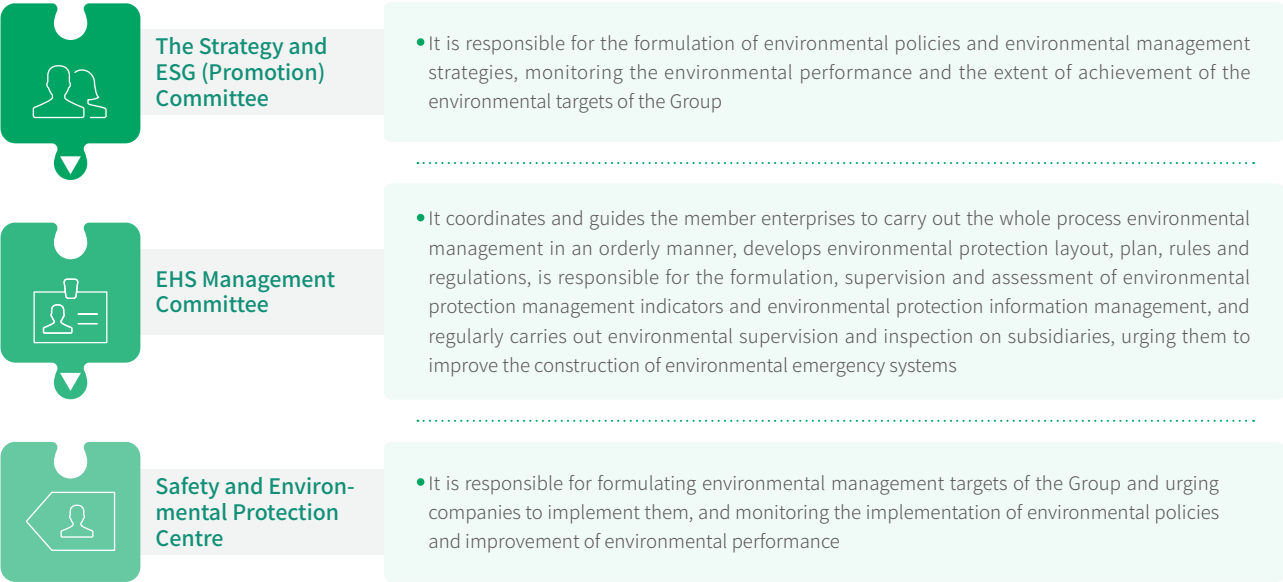 The Strategy and
ESG (Promotion)
Committee
•It is responsible for the formulation of environmental policies and environmental management
strategies, monitoring the environmental performance and the extent of achievement of the
environmental targets of the Group
EHS Management
Committee
•It coordinates and guides the member enterprises to carry out the whole process environmental
management in an orderly manner, develops environmental protection layout, plan, rules and
regulations, is responsible for the formulation, supervision and assessment of environmental
protection management indicators and environmental protection information management, and
regularly carries out environmental supervision and inspection on subsidiaries, urging them to
improve the construction of environmental emergency systems
Safety and Environ-
mental Protection
Centre
•It is responsible for formulating environmental management targets of the Group and urging
companies to implement them, and monitoring the implementation of environmental policies
and improvement of environmental performance